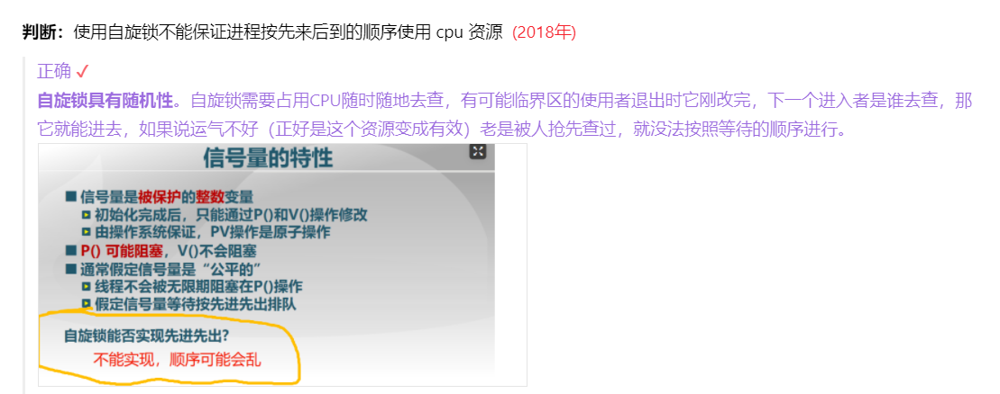 判断：使用自旋锁不能保证进程按先来后到的顺序使用 cpu 资源 (2018年)
正确 ✓
自旋锁具有随机性。自旋锁需要占用CPU随时随地去查，有可能临界区的使用者退出时它刚改完，下一个进入者是谁去查，那
它就能进去，如果说运气不好（正好是这个资源变成有效）老是被人抢先查过，就没法按照等待的顺序进行。
信号量的特性
■ 信号量是被保护的整数变量
初始化完成后，只能通过P()和V()操作修改
由操作系统保证，PV操作是原子操作
■ P() 可能阻塞，V()不会阻塞
■ 通常假定信号量是“公平的”
线程不会被无限期阻塞在P()操作
假定信号量等待按先进先出排队
自旋锁能否实现先进先出?
不能实现，顺序可能会乱